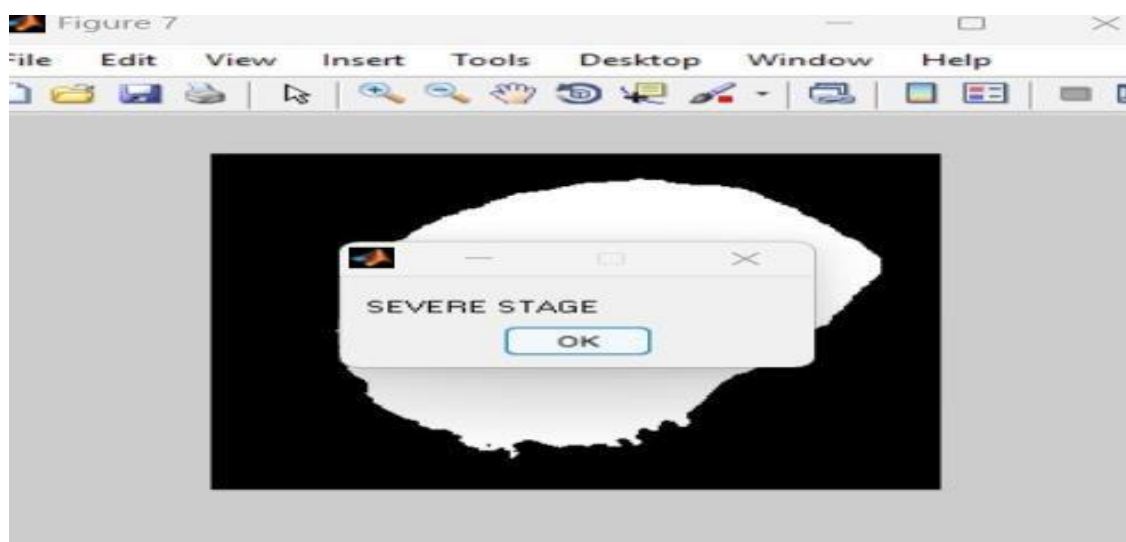 Figure 7
File Edit View Insert Tools Desktop Window Help
SEVERE STAGE
OK